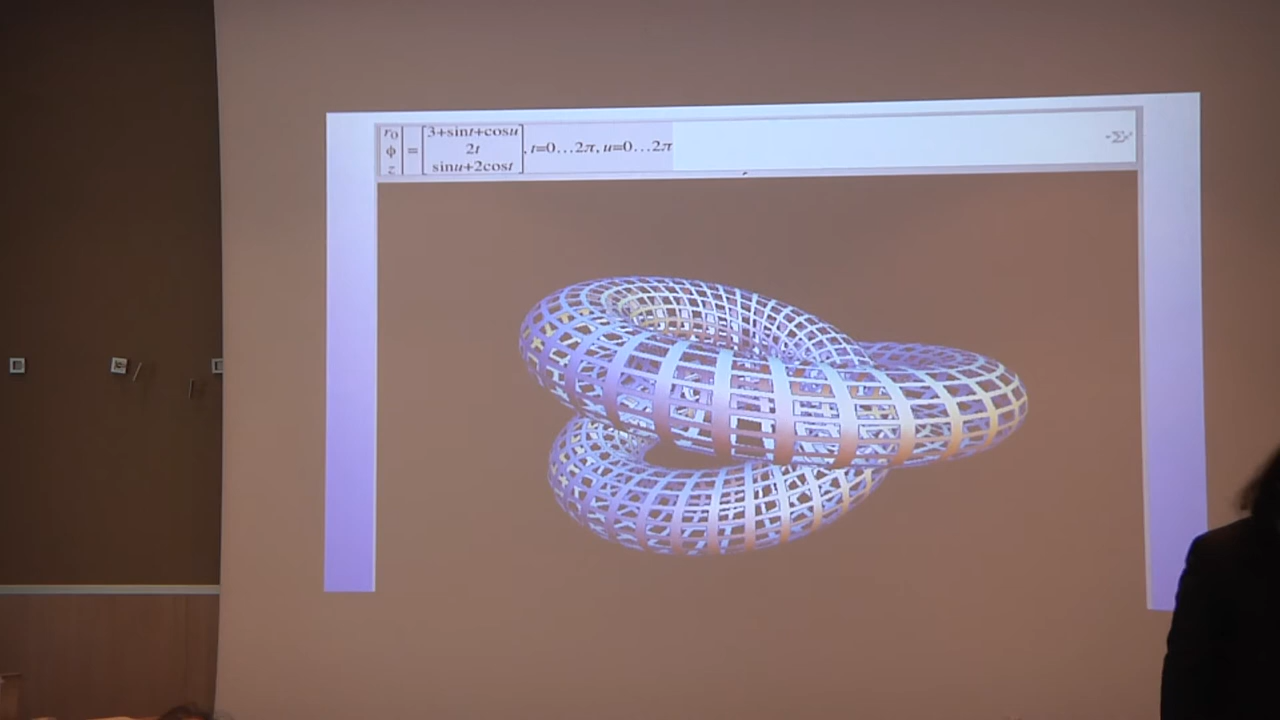 [r₀ ϕ z] = [3+sint+cosu 2t sinu+2cost], t=0…2π, u=0…2π